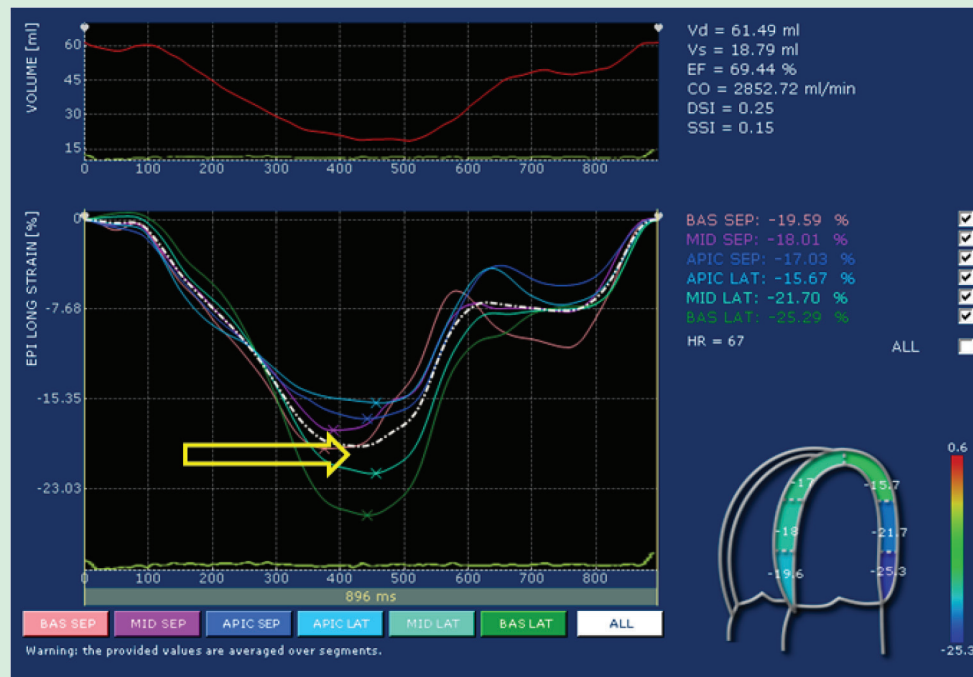 VOLUME [ml]
60
45
30
15
0 100 200 300 400 500 600 700 800
Vd = 61.49 ml
Vs = 18.79 ml
EF = 69.44 %
CO = 2852.72 ml/min
DSI = 0.25
SSI = 0.15
EPI LONG STRAIN [%]
0
-7.68
-15.35
-23.03
0 100 200 300 400 500 600 700 800
896 ms
BAS SEP: -19.59 %
MID SEP: -18.01 %
APIC SEP: -17.03 %
APIC LAT: -15.67 %
MID LAT: -21.70 %
BAS LAT: -25.29 %
HR = 67
ALL
0.6
-17
-15.7
-18
-21.7
-19.6
-25.3
-25.3
BAS SEP MID SEP APIC SEP APIC LAT MID LAT BAS LAT ALL
Warning: the provided values are averaged over segments.